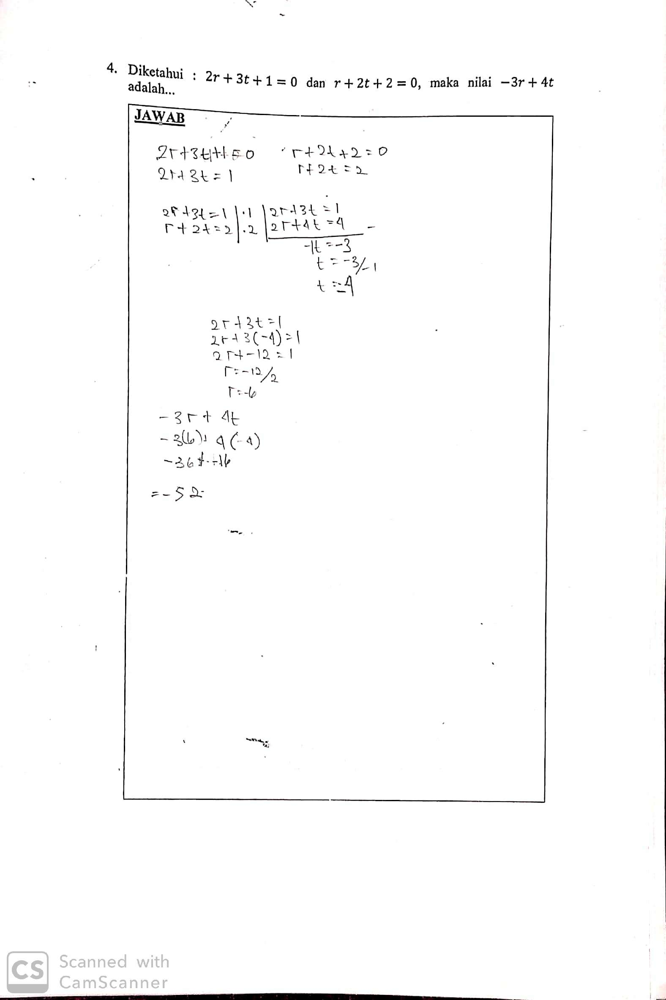 4. Diketahui : 2r + 3t + 1 = 0 dan r + 2t + 2 = 0, maka nilai −3r + 4t
adalah...
JAWAB
2r+3t+1=0 r+2t+2=0
2r+3t=1 r+2t=2
2r+3t=1 |.1 | 2r+3t=1
r+2t=2 |.2 | 2r+4t=4 -
-1t=-3
t=-3/-1
t=-4
2r+3t=1
2r+3(-4)=1
2r+-12=1
r=-12/2
r=-6
-3r+4t
-3(6)+4(-4)
-36+-16
=-52
CS Scanned with
CamScanner